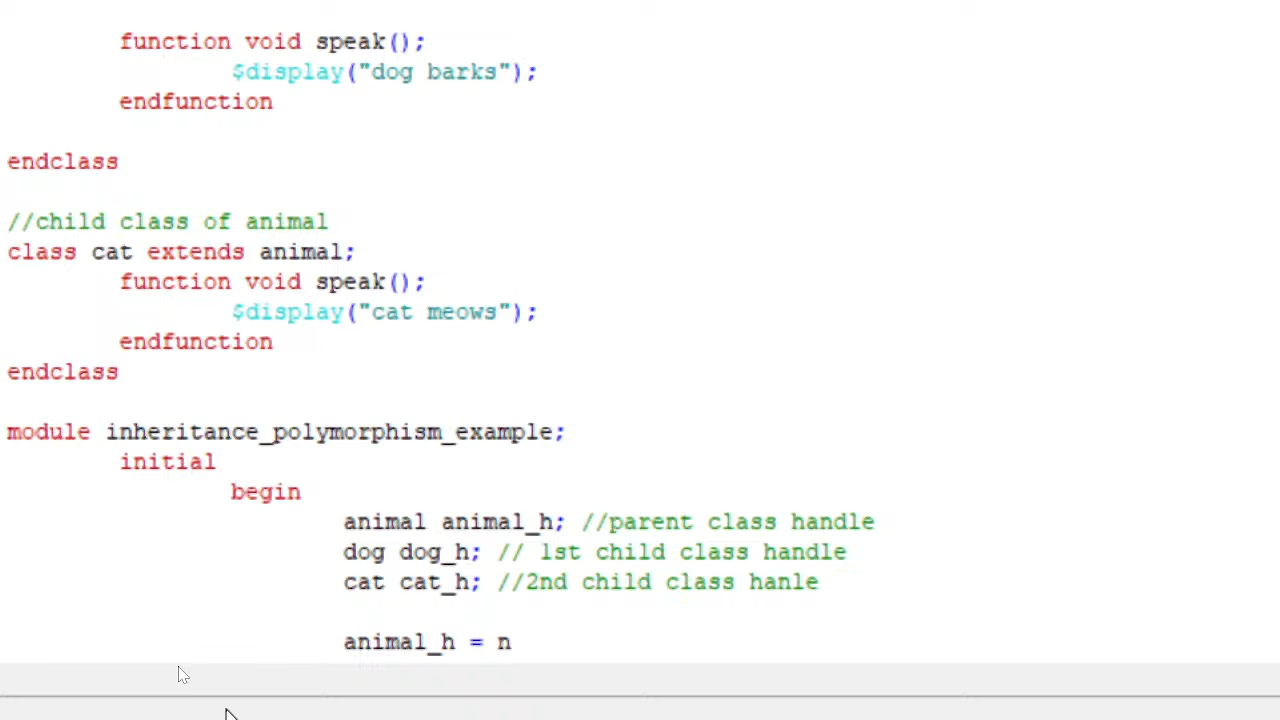 function void speak();
$display("dog barks");
endfunction
endclass
//child class of animal
class cat extends animal;
function void speak();
$display("cat meows");
endfunction
endclass
module inheritance_polymorphism_example;
initial
begin
animal animal_h; //parent class handle
dog dog_h; // 1st child class handle
cat cat_h; //2nd child class hanle
animal_h = n